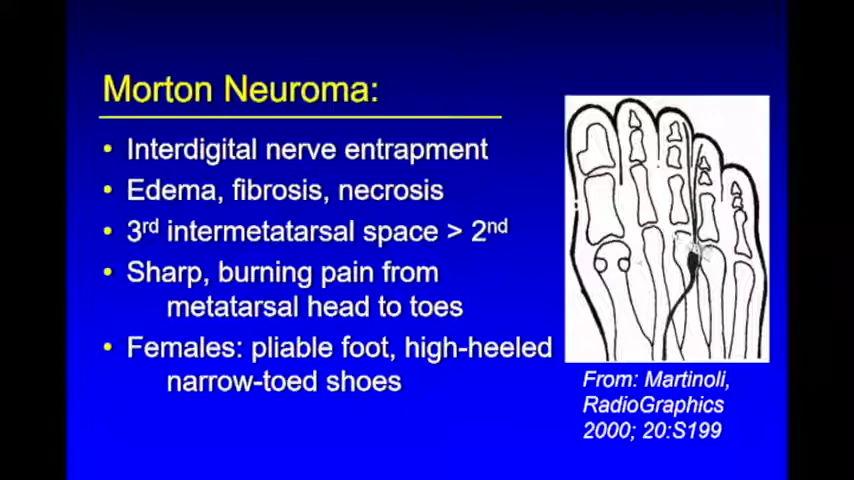 Morton Neuroma:
• Interdigital nerve entrapment
• Edema, fibrosis, necrosis
• 3rd intermetatarsal space > 2nd
• Sharp, burning pain from
metatarsal head to toes
• Females: pliable foot, high-heeled
narrow-toed shoes
From: Martinoli,
RadioGraphics
2000; 20:S199